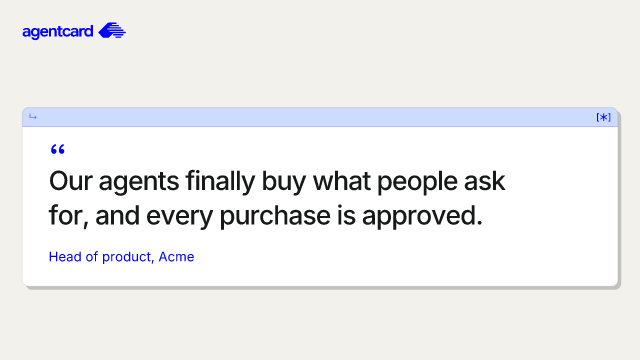 agentcard
[*]
“
Our agents finally buy what people ask
for, and every purchase is approved.
Head of product, Acme